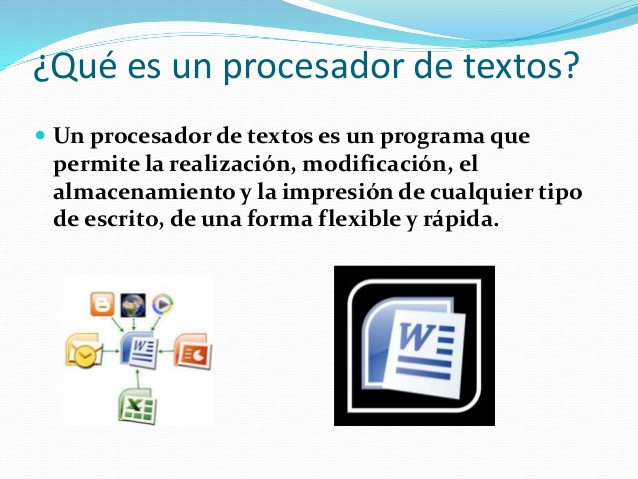 ¿Qué es un procesador de textos?
Un procesador de textos es un programa que
permite la realización, modificación, el
almacenamiento y la impresión de cualquier tipo
de escrito, de una forma flexible y rápida.